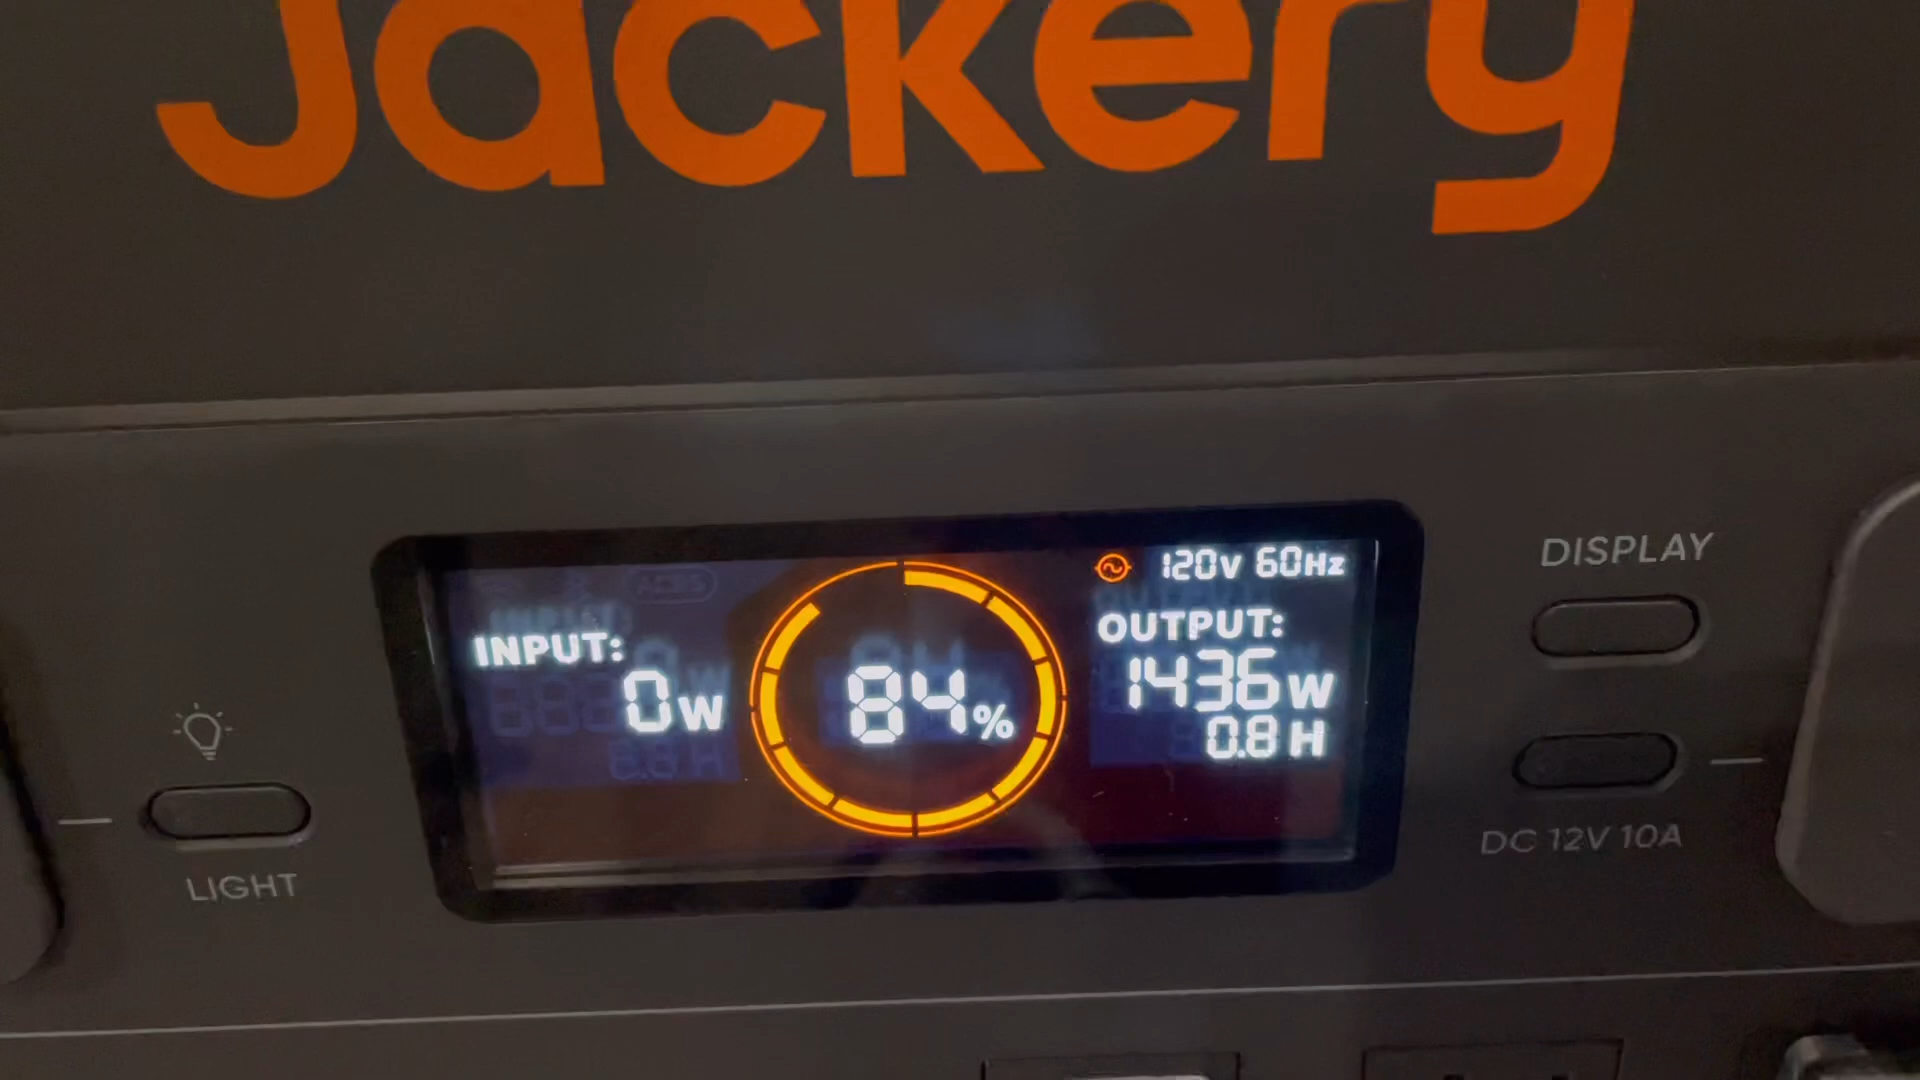 Jackery
120V 60Hz
INPUT:
0W
84%
OUTPUT:
1436W
0.8 H
DISPLAY
DC 12V 10A
LIGHT